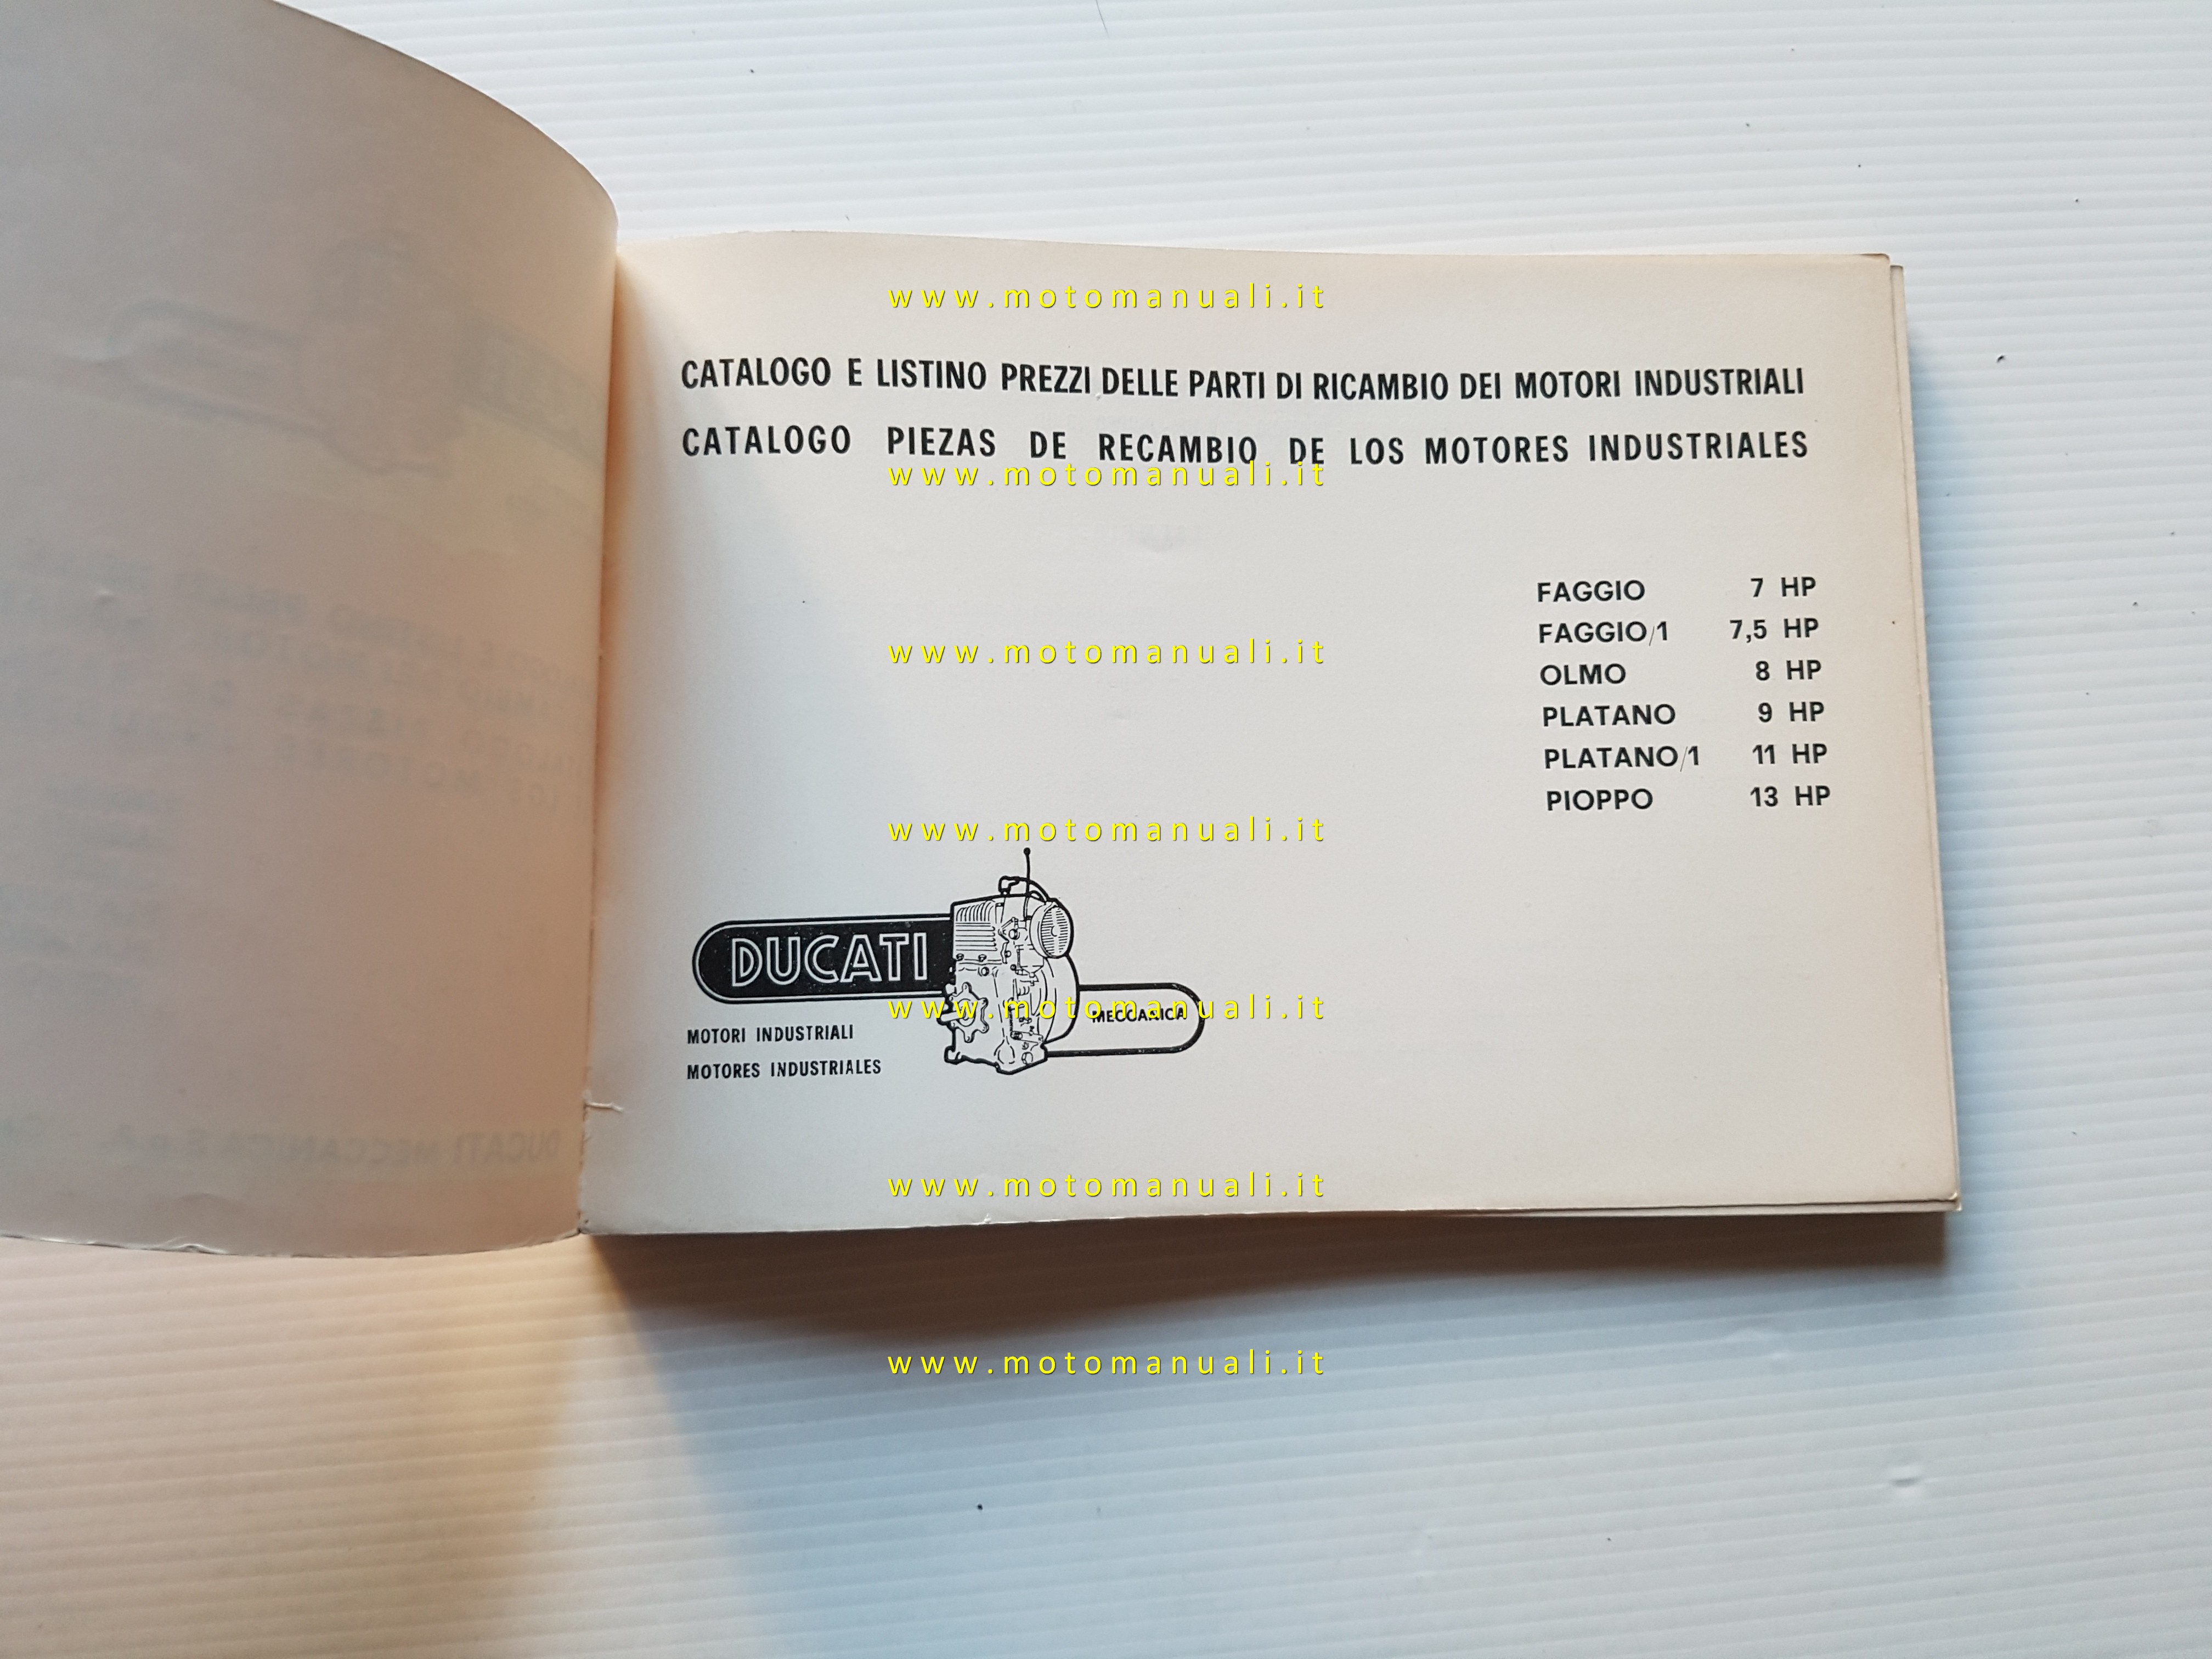 www.motomanuali.it
CATALOGO E LISTINO PREZZI DELLE PARTI DI RICAMBIO DEI MOTORI INDUSTRIALI
CATALOGO PIEZAS DE RECAMBIO DE LOS MOTORES INDUSTRIALES
www.motomanuali.it
FAGGIO 7 HP
FAGGIO/1 7,5 HP
www.motomanuali.it
OLMO 8 HP
PLATANO 9 HP
PLATANO/1 11 HP
PIOPPO 13 HP
www.motomanuali.it
DUCATI
www.motomanuali.it
MECCANICA
MOTORI INDUSTRIALI
MOTORES INDUSTRIALES
DUCATI MECCANICA S.p.A.
www.motomanuali.it
www.motomanuali.it